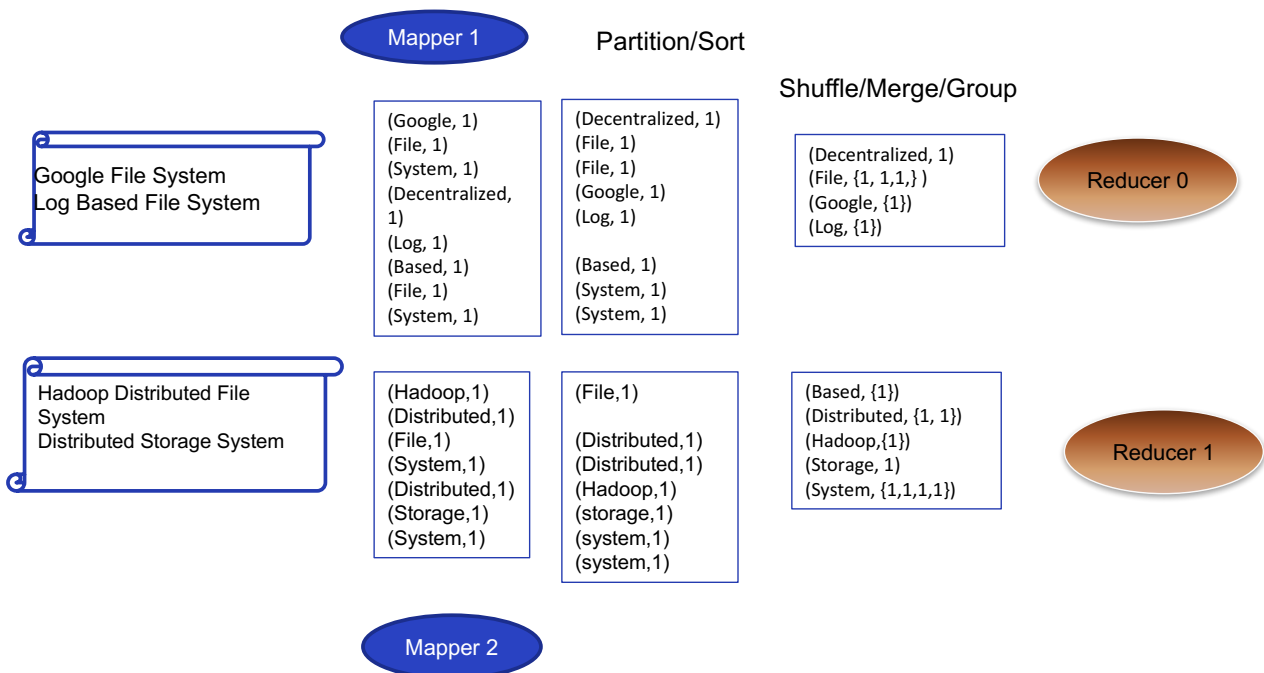 Mapper 1
Partition/Sort
Shuffle/Merge/Group
Google File System
Log Based File System
(Google, 1)
(File, 1)
(System, 1)
(Decentralized,
1)
(Log, 1)
(Based, 1)
(File, 1)
(System, 1)
(Decentralized, 1)
(File, 1)
(File, 1)
(Google, 1)
(Log, 1)
(Based, 1)
(System, 1)
(System, 1)
(Decentralized, 1)
(File, {1, 1,1,} )
(Google, {1})
(Log, {1})
Reducer 0
Hadoop Distributed File
System
Distributed Storage System
(Hadoop,1)
(Distributed,1)
(File,1)
(System,1)
(Distributed,1)
(Storage,1)
(System,1)
(File,1)
(Distributed,1)
(Distributed,1)
(Hadoop,1)
(storage,1)
(system,1)
(system,1)
(Based, {1})
(Distributed, {1, 1})
(Hadoop,{1})
(Storage, 1)
(System, {1,1,1,1})
Reducer 1
Mapper 2